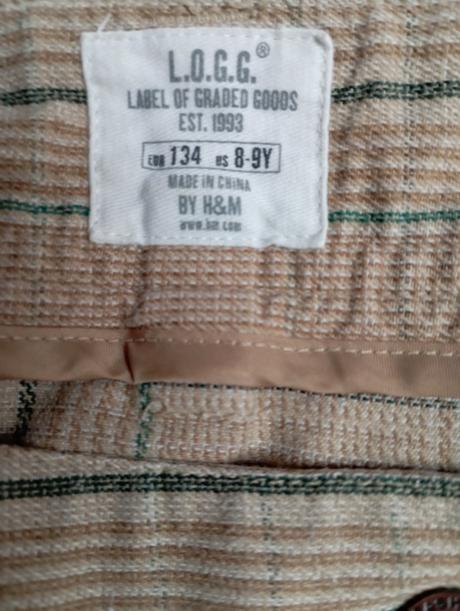 L.O.G.G.®
LABEL OF GRADED GOODS
EST. 1993
EUR 134 US 8-9Y
MADE IN CHINA
BY H&M
www.hm.com